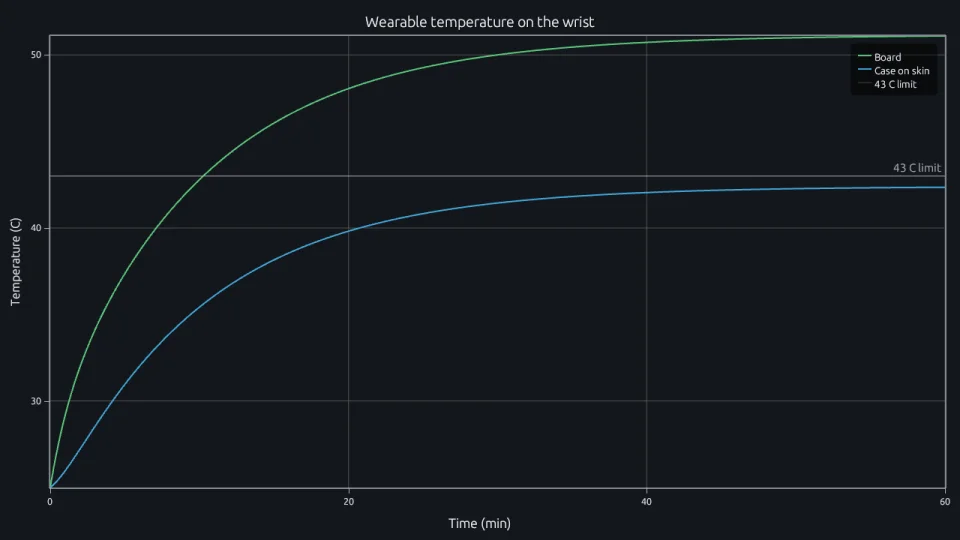 Wearable temperature on the wrist
Board
Case on skin
43 C limit
43 C limit
50
40
30
Temperature (C)
0
20
40
60
Time (min)